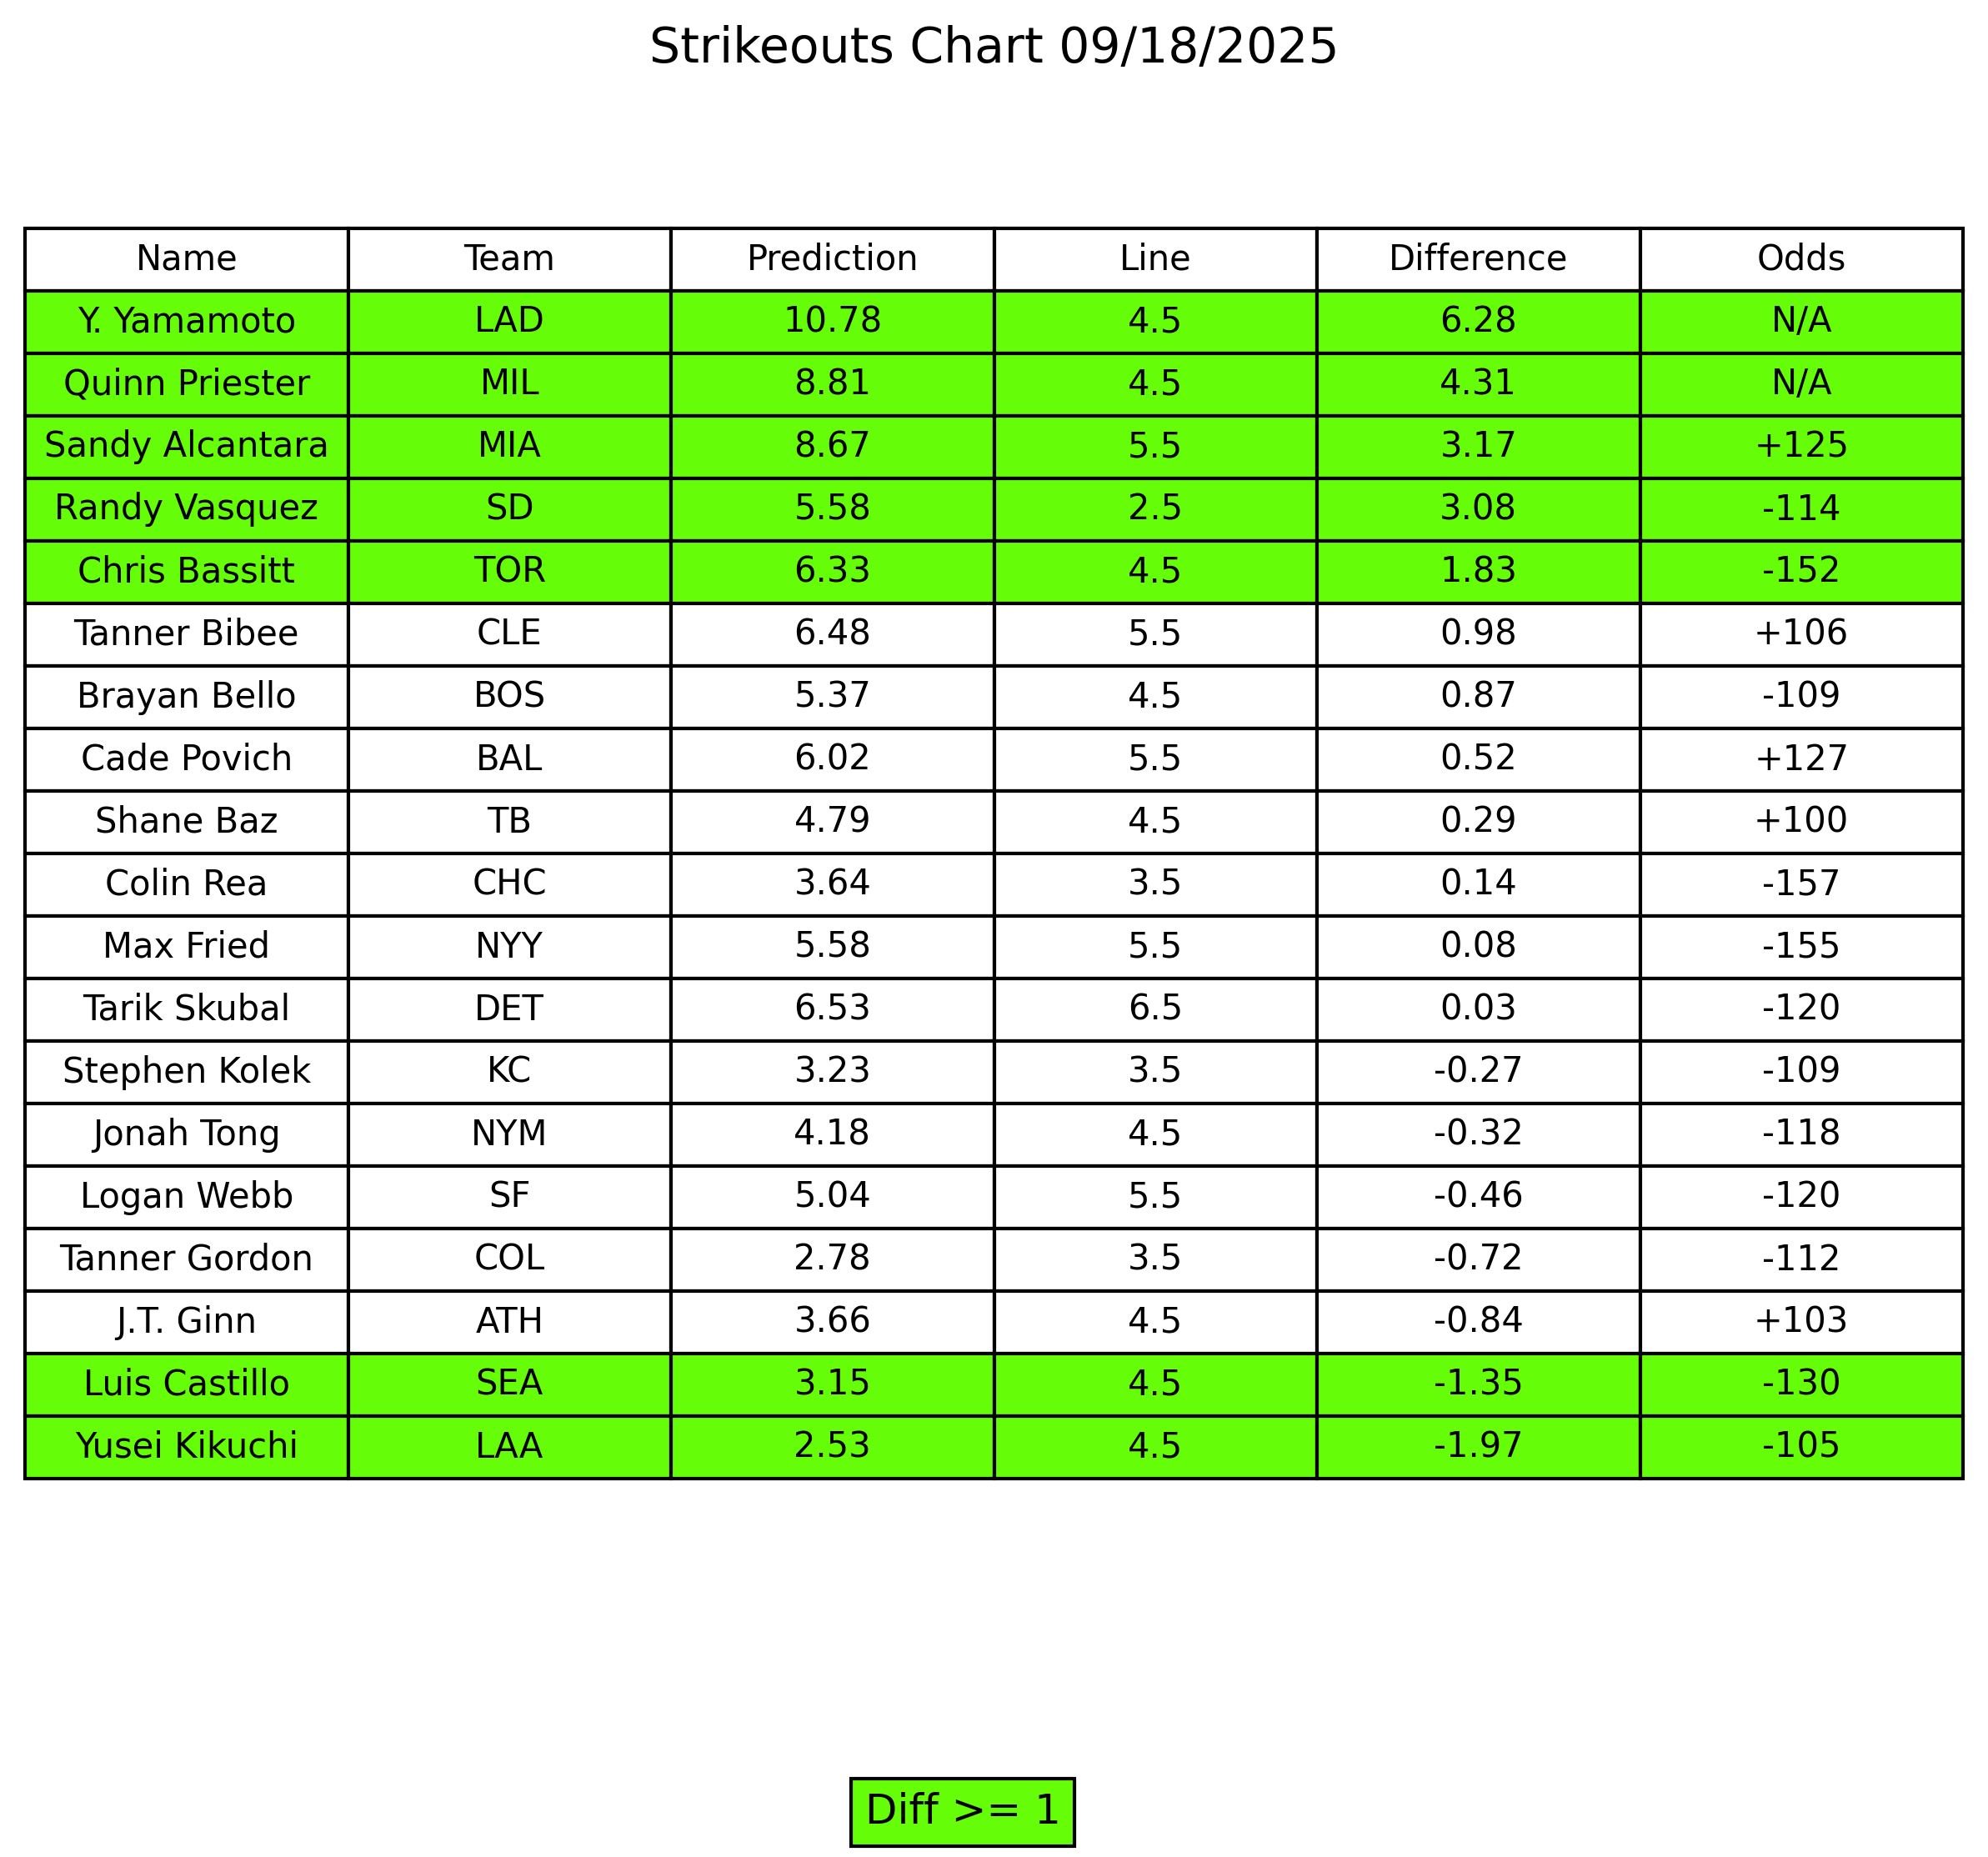 Strikeouts Chart 09/18/2025
Name Team Prediction Line Difference Odds
Y. Yamamoto LAD 10.78 4.5 6.28 N/A
Quinn Priester MIL 8.81 4.5 4.31 N/A
Sandy Alcantara MIA 8.67 5.5 3.17 +125
Randy Vasquez SD 5.58 2.5 3.08 -114
Chris Bassitt TOR 6.33 4.5 1.83 -152
Tanner Bibee CLE 6.48 5.5 0.98 +106
Brayan Bello BOS 5.37 4.5 0.87 -109
Cade Povich BAL 6.02 5.5 0.52 +127
Shane Baz TB 4.79 4.5 0.29 +100
Colin Rea CHC 3.64 3.5 0.14 -157
Max Fried NYY 5.58 5.5 0.08 -155
Tarik Skubal DET 6.53 6.5 0.03 -120
Stephen Kolek KC 3.23 3.5 -0.27 -109
Jonah Tong NYM 4.18 4.5 -0.32 -118
Logan Webb SF 5.04 5.5 -0.46 -120
Tanner Gordon COL 2.78 3.5 -0.72 -112
J.T. Ginn ATH 3.66 4.5 -0.84 +103
Luis Castillo SEA 3.15 4.5 -1.35 -130
Yusei Kikuchi LAA 2.53 4.5 -1.97 -105
Diff >= 1